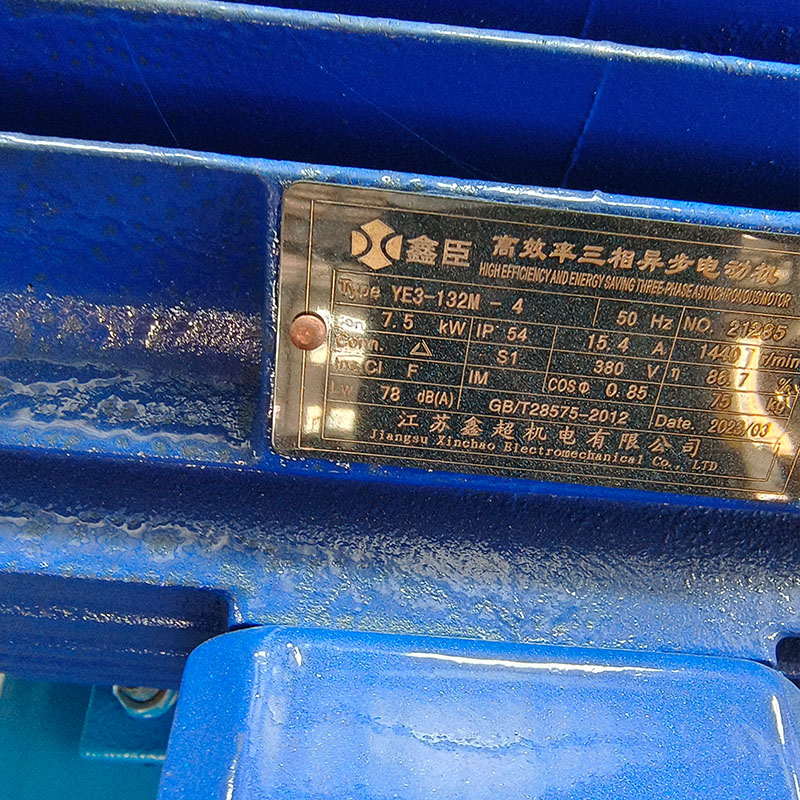 鑫臣 高效率三相异步电动机
HIGH EFFICIENCY AND ENERGY SAVING THREE-PHASE ASYNCHRONOUS MOTOR
Type YE3-132M - 4 50 Hz NO. 21285
7.5 kW IP 54 15.4 A 1440 r/min
Conn. △ S1 380 V η 86.7 %
Ins.Cl F IM COSΦ 0.85 75 kg
LW 78 dB(A) GB/T28575-2012 Date. 2023/03
江苏鑫超机电有限公司
Jiangsu Xinchao Electromechanical Co., LTD